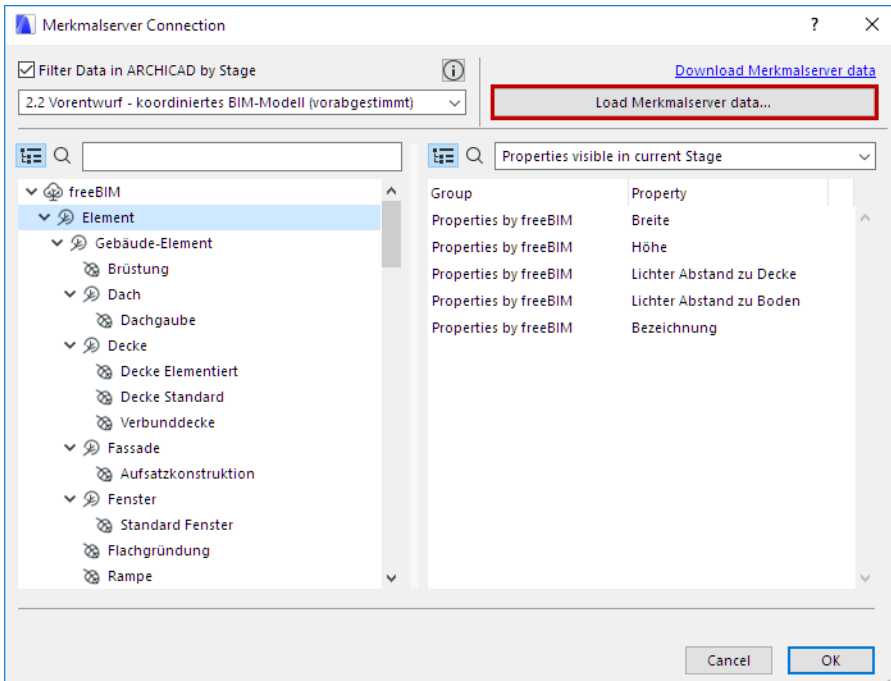 Merkmalserver Connection
?
Filter Data in ARCHICAD by Stage
Download Merkmalserver data
2.2 Vorentwurf - koordiniertes BIM-Modell (vorabgestimmt)
Load Merkmalserver data...
freeBIM
Element
Gebäude-Element
Brüstung
Dach
Dachgaube
Decke
Decke Elementiert
Decke Standard
Verbunddecke
Fassade
Aufsatzkonstruktion
Fenster
Standard Fenster
Flachgründung
Rampe
Properties visible in current Stage
Group Property
Properties by freeBIM Breite
Properties by freeBIM Höhe
Properties by freeBIM Lichter Abstand zu Decke
Properties by freeBIM Lichter Abstand zu Boden
Properties by freeBIM Bezeichnung
Cancel OK